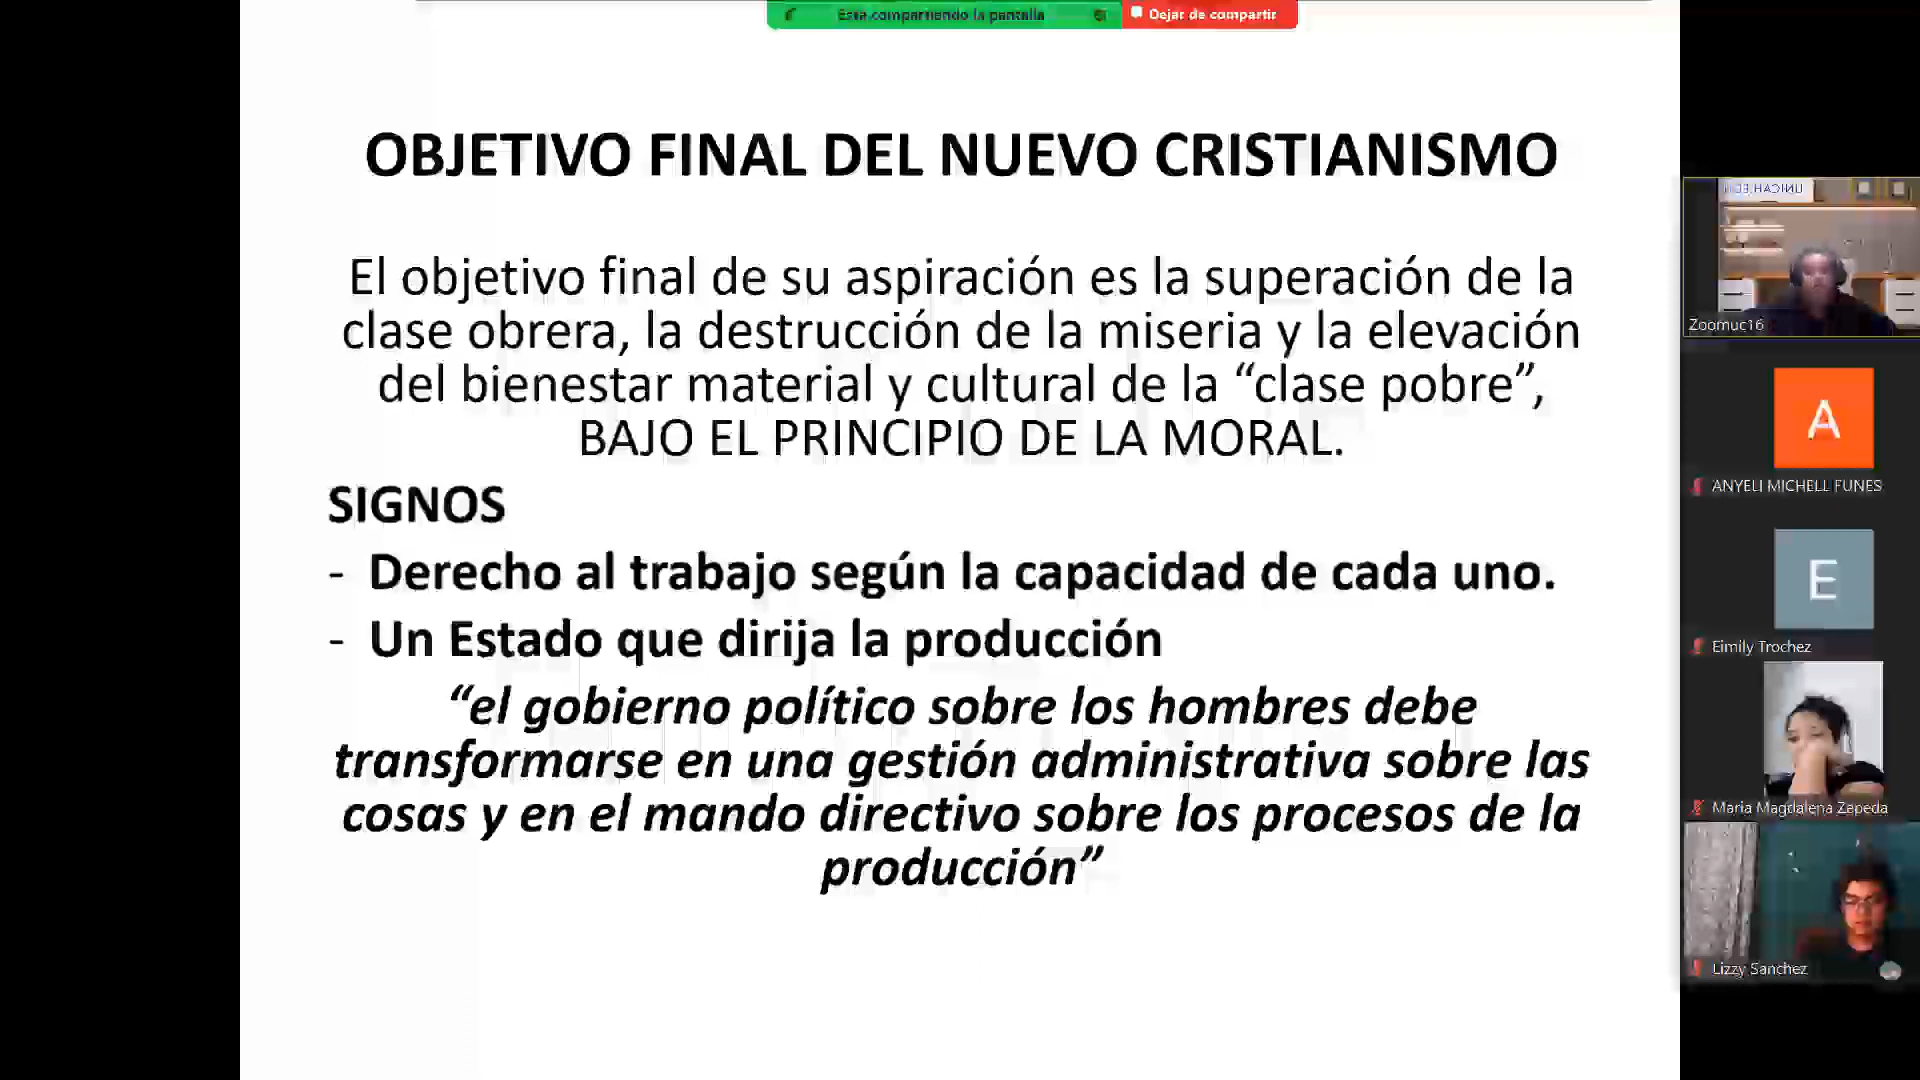 Esta compartiendo la pantalla
Dejar de compartir
OBJETIVO FINAL DEL NUEVO CRISTIANISMO
El objetivo final de su aspiración es la superación de la
clase obrera, la destrucción de la miseria y la elevación
del bienestar material y cultural de la “clase pobre”,
BAJO EL PRINCIPIO DE LA MORAL.
SIGNOS
- Derecho al trabajo según la capacidad de cada uno.
- Un Estado que dirija la producción
“el gobierno político sobre los hombres debe
transformarse en una gestión administrativa sobre las
cosas y en el mando directivo sobre los procesos de la
producción”
Zoomuc16
A
ANYELI MICHELL FUNES
E
Eimily Trochez
Maria Magdalena Zepeda
Lizzy Sanchez